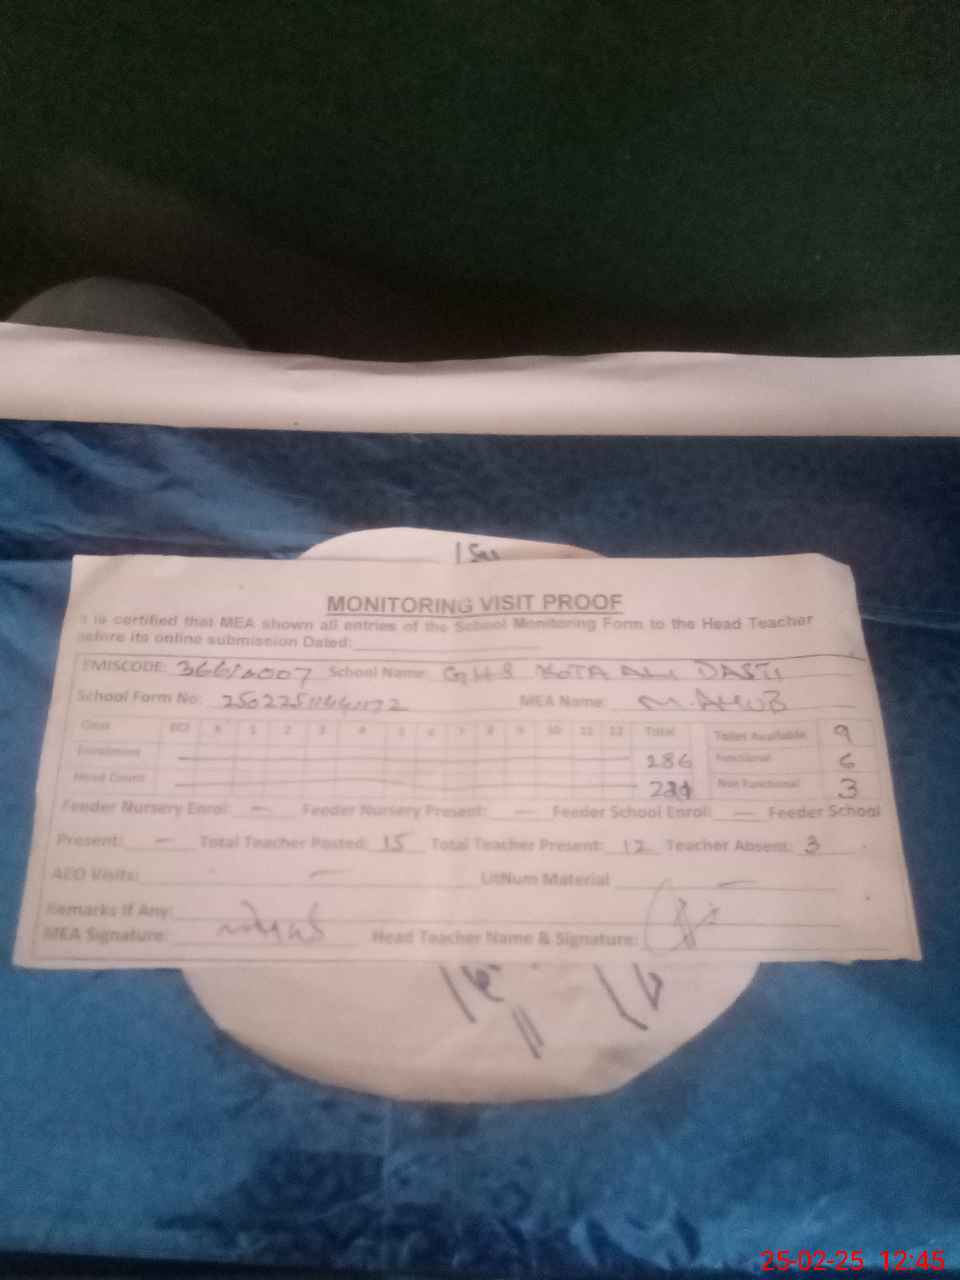 MONITORING VISIT PROOF
It is certified that MEA shown all entries of the School Monitoring Form to the Head Teacher
before its online submission Dated:
EMISCODE: School Name: GHS ALI DASTI
School Form No: MEA Name: M. AYUB
Class ECE K 1 2 3 4 5 6 7 8 9 10 11 12 Total Toilet Available 9
Enrolment 286 Functional 6
Head Count Non Functional 3
Feeder Nursery Enrol: — Feeder Nursery Present: — Feeder School Enrol: — Feeder School
Present: — Total Teacher Posted: 15 Total Teacher Present: 12 Teacher Absent: 3
AEO Visits: — LitNum Material —
Remarks If Any:
MEA Signature: Head Teacher Name & Signature:
25-02-25 12:45